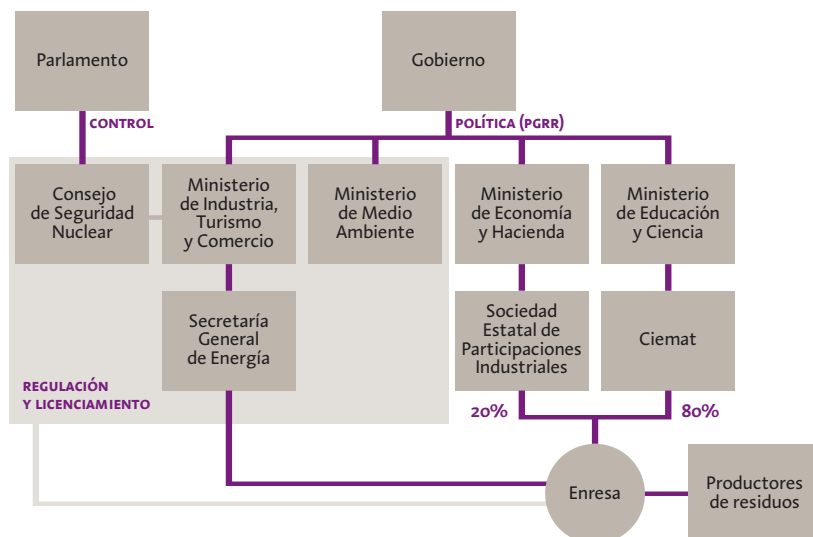 Parlamento
Gobierno
CONTROL
POLÍTICA (PGRR)
Consejo
de Seguridad
Nuclear
Ministerio
de Industria,
Turismo
y Comercio
Ministerio
de Medio
Ambiente
Ministerio
de Economía
y Hacienda
Ministerio
de Educación
y Ciencia
Secretaría
General
de Energía
Sociedad
Estatal de
Participaciones
Industriales
Ciemat
REGULACIÓN
Y LICENCIAMIENTO
20%
80%
Enresa
Productores
de residuos